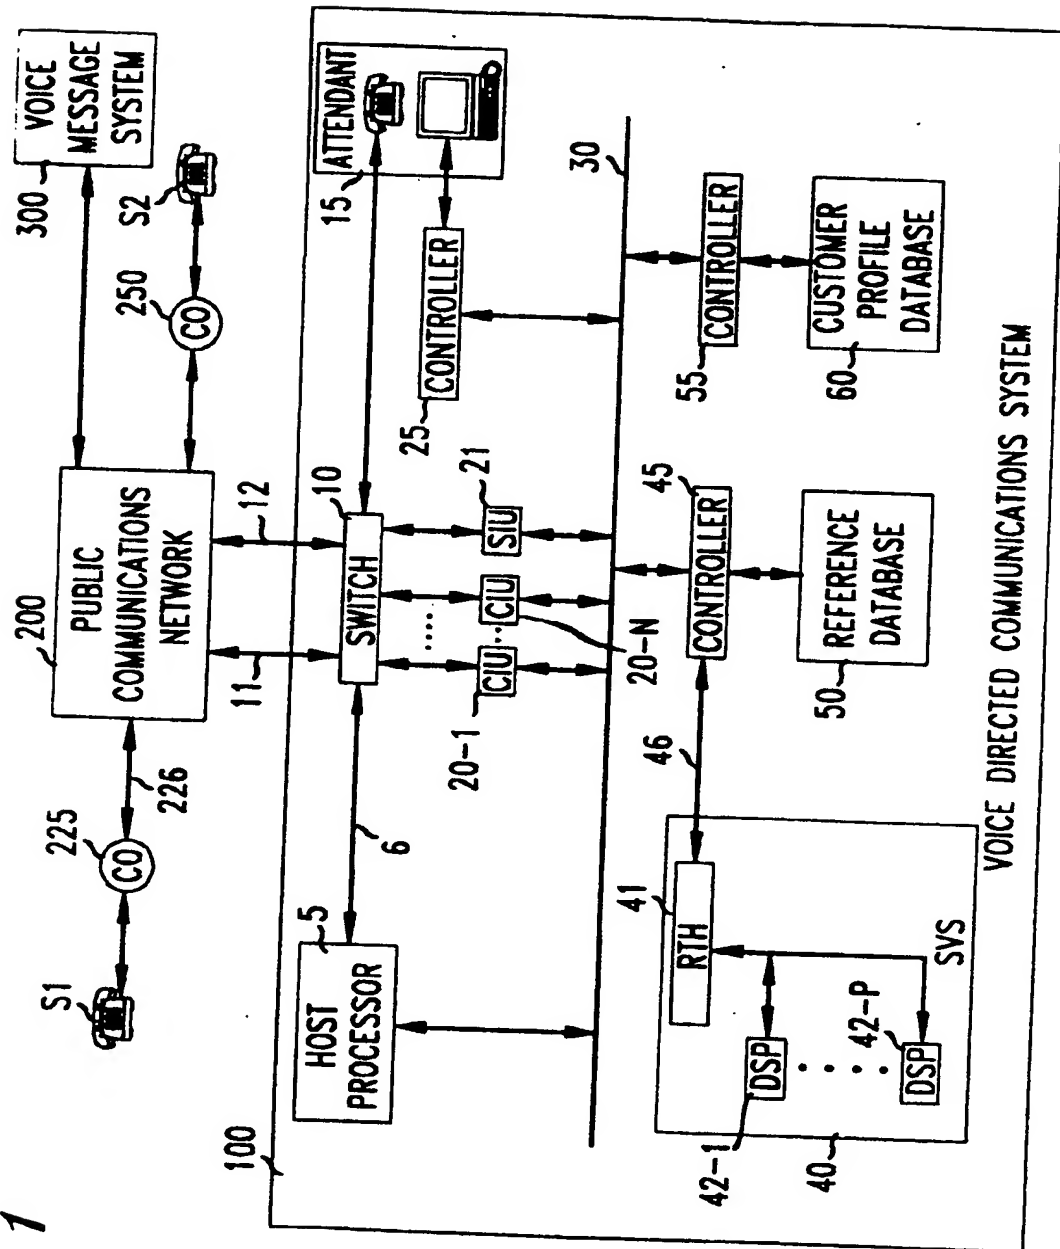 1
S1
225
CO
226
200
PUBLIC
COMMUNICATIONS
NETWORK
250
CO
S2
300
VOICE
MESSAGE
SYSTEM
100
5
HOST
PROCESSOR
6
11
12
SWITCH
10
15
ATTENDANT
20-1
CIU
....
..
CIU
20-N
SIU
21
25
CONTROLLER
30
42-1
DSP
....
42-P
DSP
40
RTH
41
SVS
46
CONTROLLER
45
50
REFERENCE
DATABASE
55
CONTROLLER
60
CUSTOMER
PROFILE
DATABASE
VOICE DIRECTED COMMUNICATIONS SYSTEM